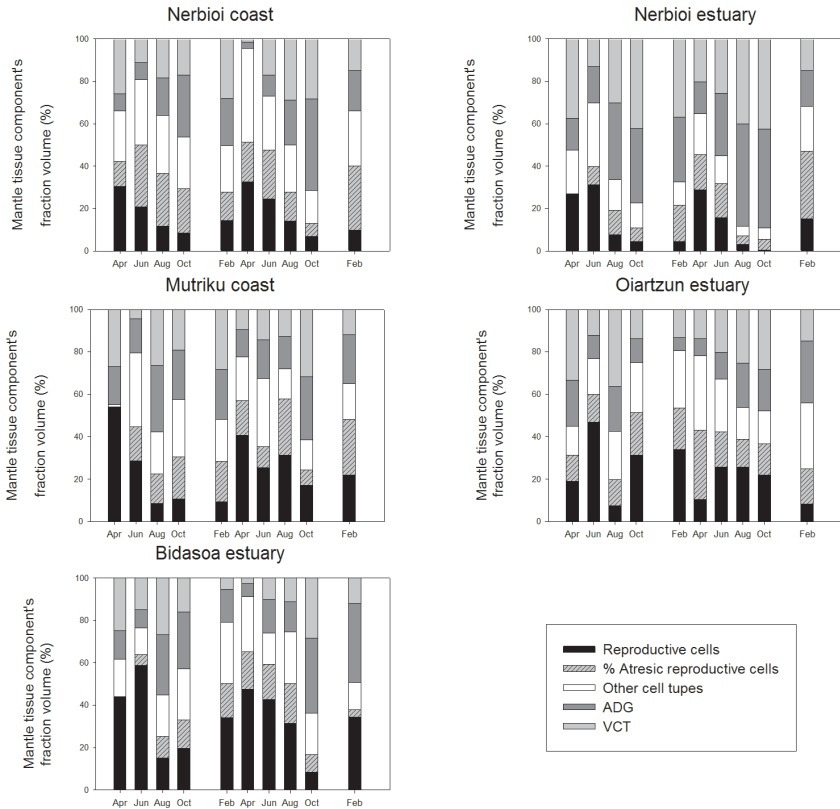 Nerbioi coast
Nerbioi estuary
Mantle tissue component's
fraction volume (%)
100
80
60
40
20
0
Apr Jun Aug Oct Feb Apr Jun Aug Oct Feb
Mantle tissue component's
fraction volume (%)
100
80
60
40
20
0
Apr Jun Aug Oct Feb Apr Jun Aug Oct Feb
Mutriku coast
Oiartzun estuary
Mantle tissue component's
fraction volume (%)
100
80
60
40
20
0
Apr Jun Aug Oct Feb Apr Jun Aug Oct Feb
Mantle tissue component's
fraction volume (%)
100
80
60
40
20
0
Apr Jun Aug Oct Feb Apr Jun Aug Oct Feb
Bidasoa estuary
Mantle tissue component's
fraction volume (%)
100
80
60
40
20
0
Apr Jun Aug Oct Feb Apr Jun Aug Oct Feb
Reproductive cells
% Atresic reproductive cells
Other cell tupes
ADG
VCT